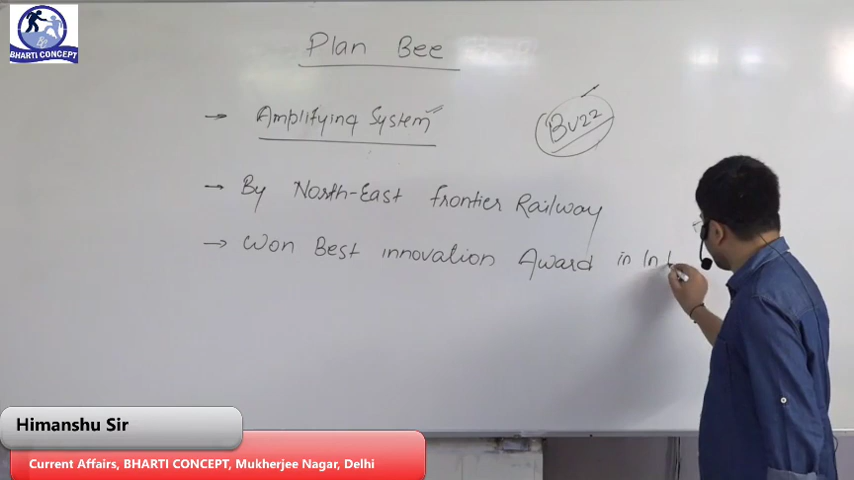 BHARTI CONCEPT
Plan Bee
→ Amplifying System
Buzz
→ By North-East frontier Railway
→ Won Best innovation Award in In
Himanshu Sir
Current Affairs, BHARTI CONCEPT, Mukherjee Nagar, Delhi